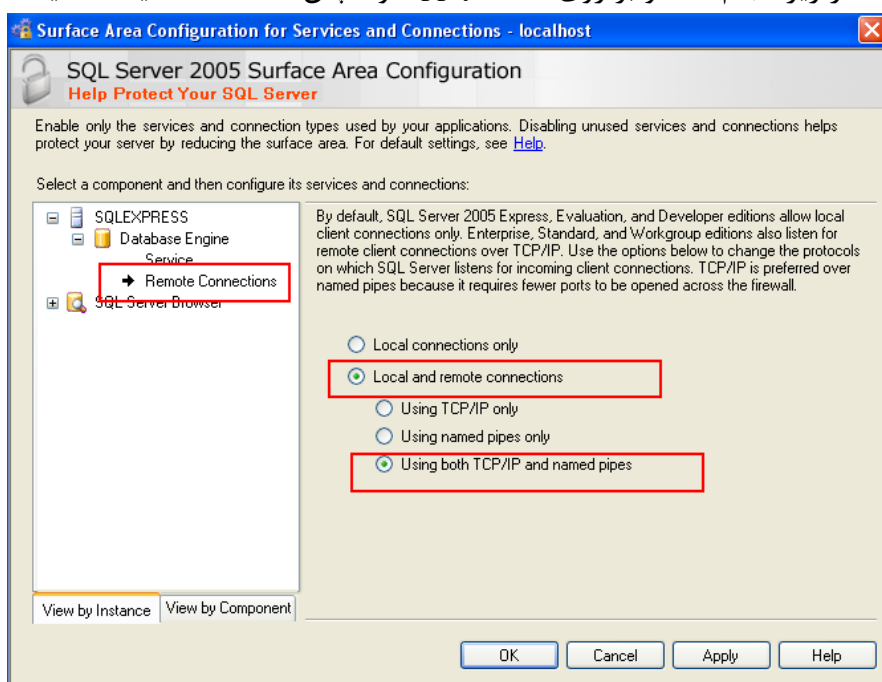 Surface Area Configuration for Services and Connections - localhost
SQL Server 2005 Surface Area Configuration
Help Protect Your SQL Server
Enable only the services and connection types used by your applications. Disabling unused services and connections helps
protect your server by reducing the surface area. For default settings, see Help.
Select a component and then configure its services and connections:
SQLEXPRESS
Database Engine
Service
Remote Connections
SQL Server Browser
By default, SQL Server 2005 Express, Evaluation, and Developer editions allow local
client connections only. Enterprise, Standard, and Workgroup editions also listen for
remote client connections over TCP/IP. Use the options below to change the protocols
on which SQL Server listens for incoming client connections. TCP/IP is preferred over
named pipes because it requires fewer ports to be opened across the firewall.
Local connections only
Local and remote connections
Using TCP/IP only
Using named pipes only
Using both TCP/IP and named pipes
View by Instance
View by Component
OK
Cancel
Apply
Help